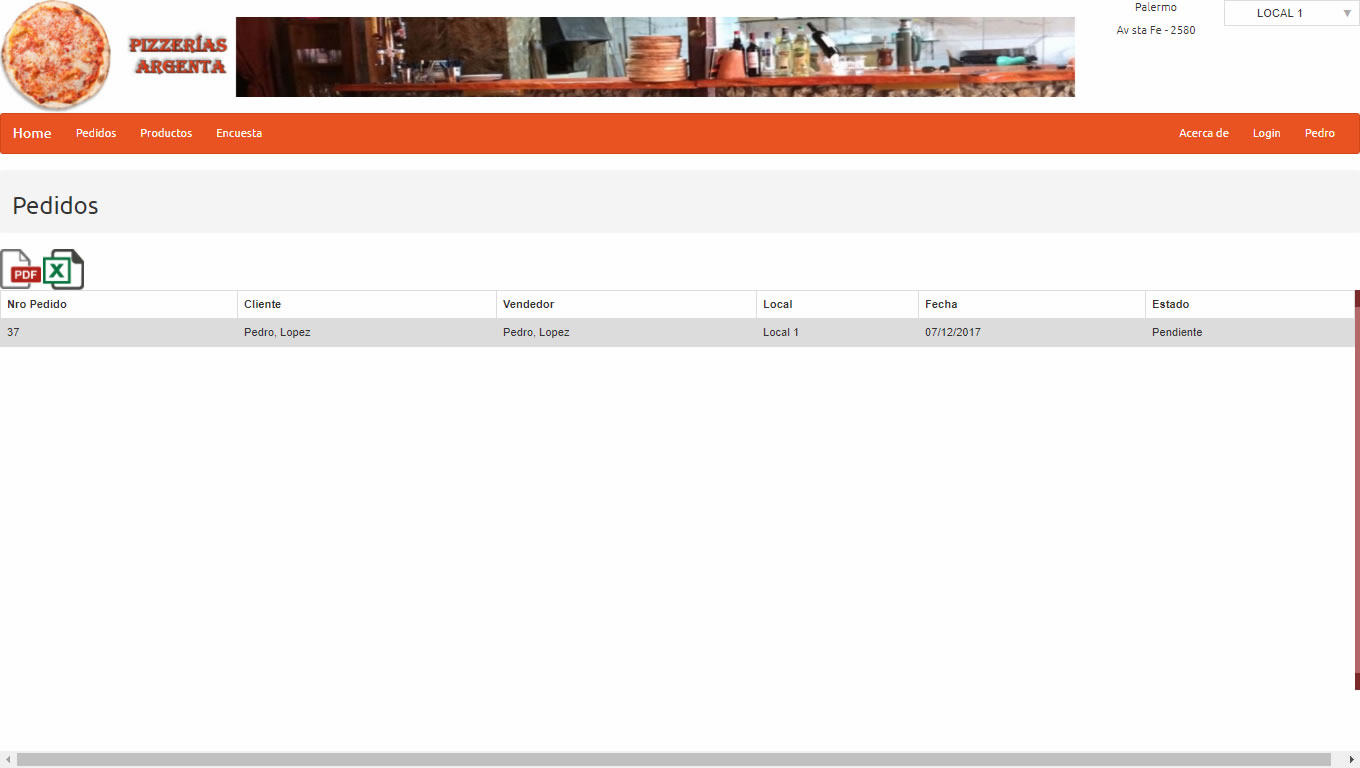 PIZZERÍAS
ARGENTA
Palermo
Av sta Fe - 2580
LOCAL 1
Home Pedidos Productos Encuesta Acerca de Login Pedro
Pedidos
PDF X
Nro Pedido Cliente Vendedor Local Fecha Estado
37 Pedro, Lopez Pedro, Lopez Local 1 07/12/2017 Pendiente